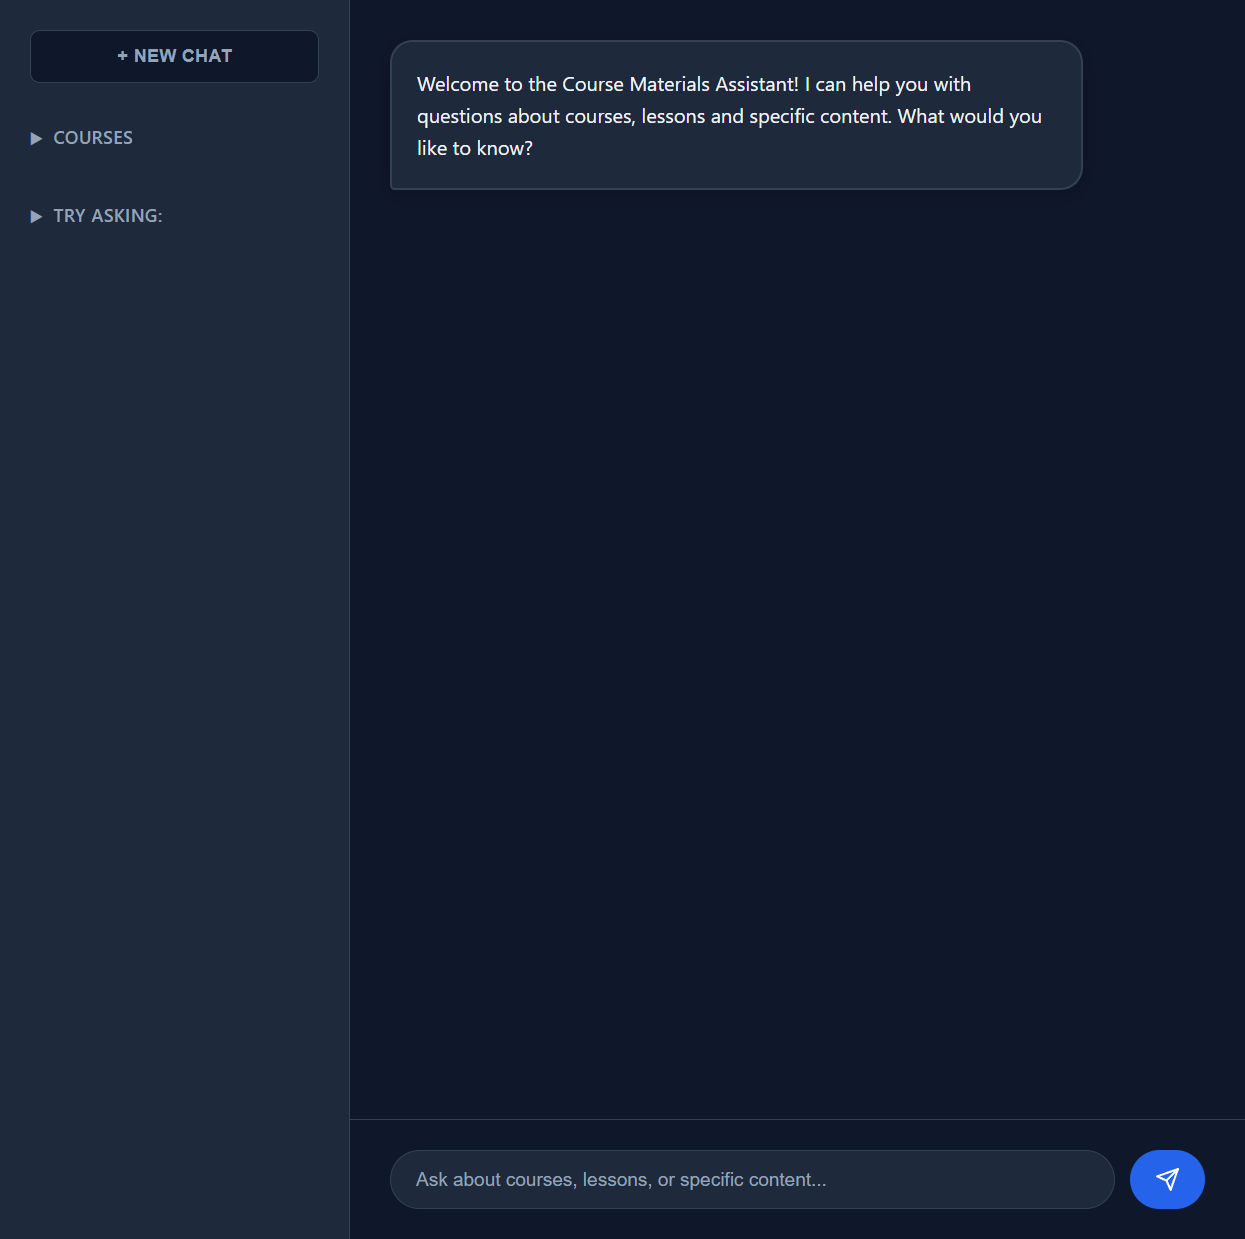 + NEW CHAT
COURSES
TRY ASKING:
Welcome to the Course Materials Assistant! I can help you with
questions about courses, lessons and specific content. What would you
like to know?
Ask about courses, lessons, or specific content...